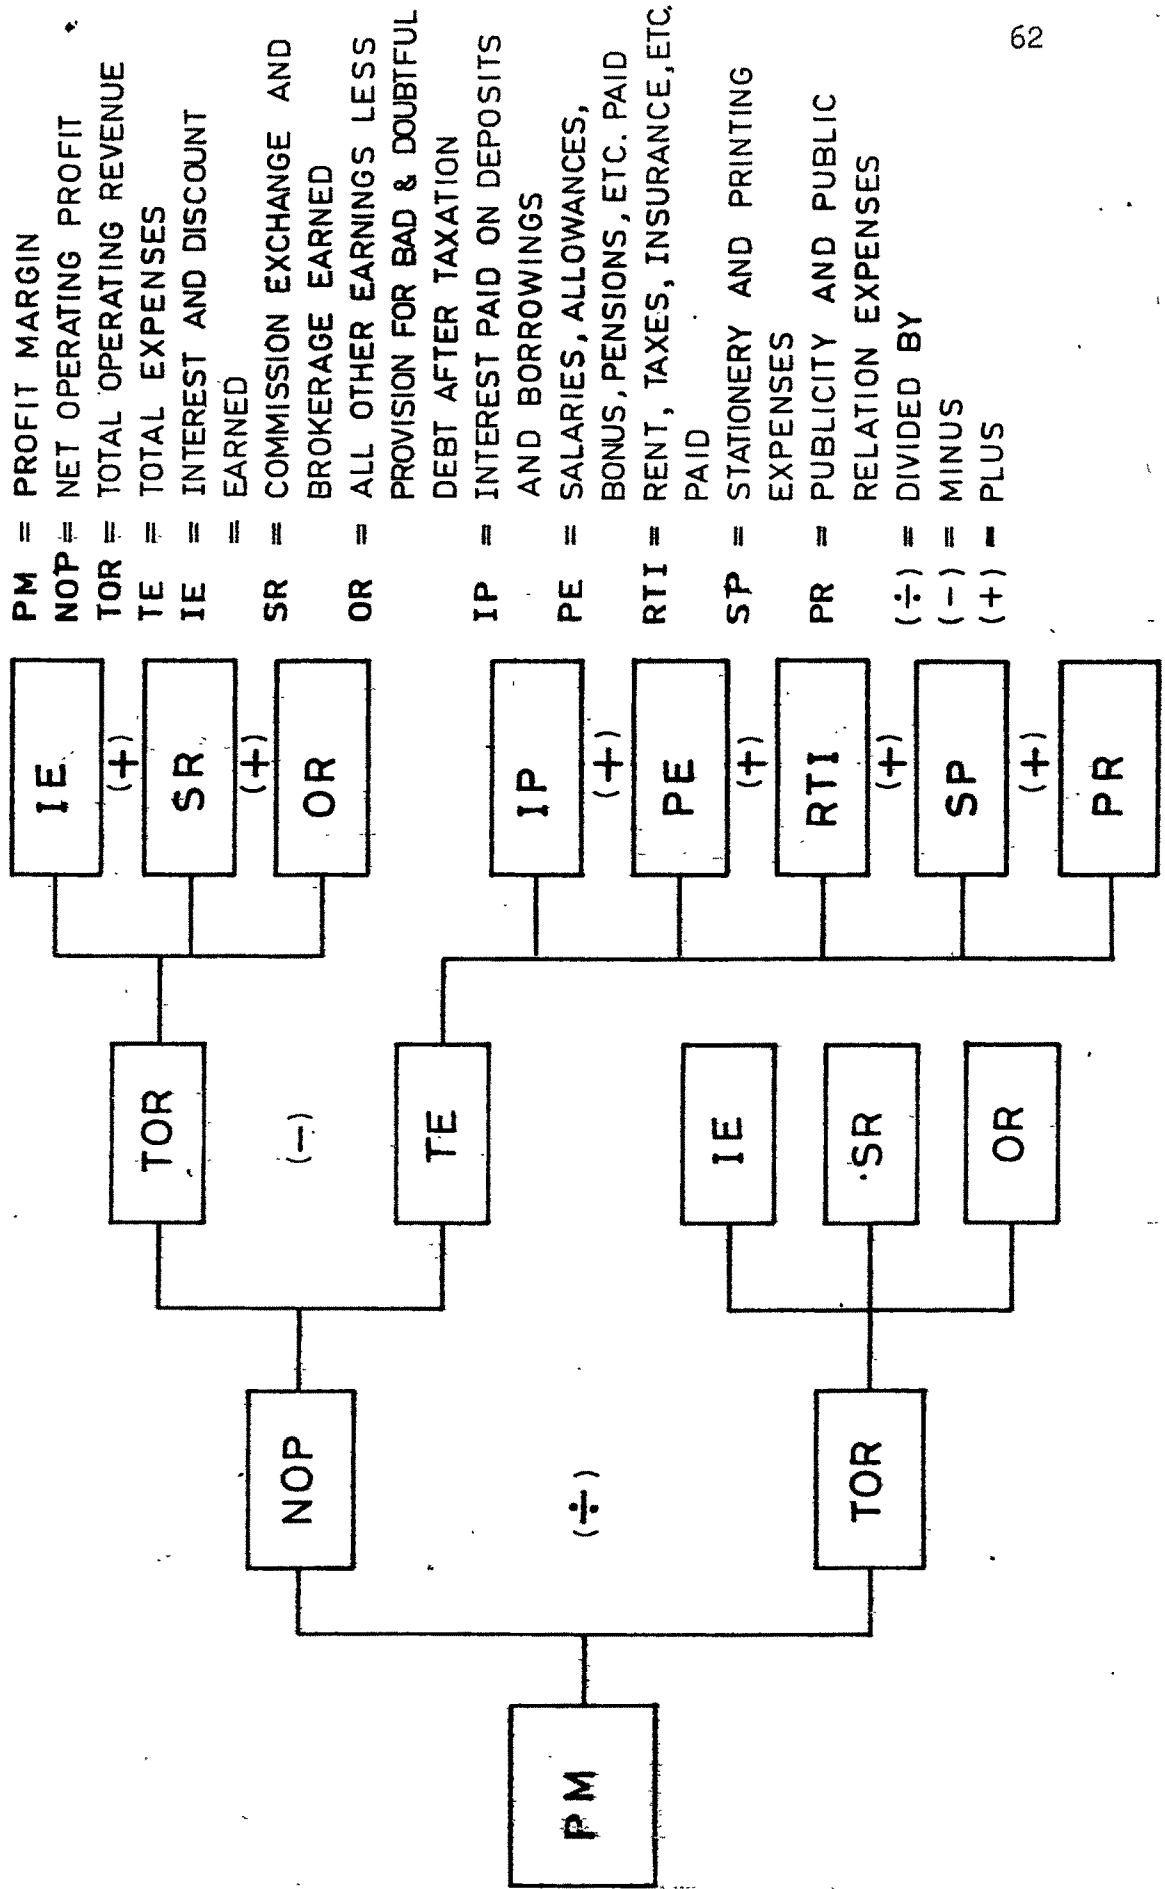 62
PM
NOP
(÷)
TOR
TOR
(−)
TE
IE
SR
OR
IE
(+)
SR
(+)
OR
IP
(+)
PE
(+)
RTI
(+)
SP
(+)
PR
PM = PROFIT MARGIN
NOP = NET OPERATING PROFIT
TOR = TOTAL OPERATING REVENUE
TE = TOTAL EXPENSES
IE = INTEREST AND DISCOUNT
= EARNED
SR = COMMISSION EXCHANGE AND
BROKERAGE EARNED
OR = ALL OTHER EARNINGS LESS
PROVISION FOR BAD & DOUBTFUL
DEBT AFTER TAXATION
IP = INTEREST PAID ON DEPOSITS
AND BORROWINGS
PE = SALARIES, ALLOWANCES,
BONUS, PENSIONS, ETC. PAID
RTI = RENT, TAXES, INSURANCE, ETC.
PAID
SP = STATIONERY AND PRINTING
EXPENSES
PR = PUBLICITY AND PUBLIC
RELATION EXPENSES
(÷) = DIVIDED BY
(−) = MINUS
(+) = PLUS